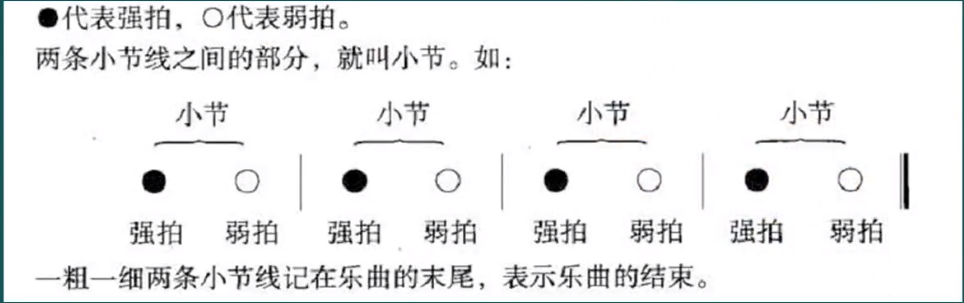 ●代表强拍，○代表弱拍。
两条小节线之间的部分，就叫小节。如：
小节 小节 小节 小节
强拍 弱拍 强拍 弱拍 强拍 弱拍 强拍 弱拍
一粗一细两条小节线记在乐曲的末尾，表示乐曲的结束。